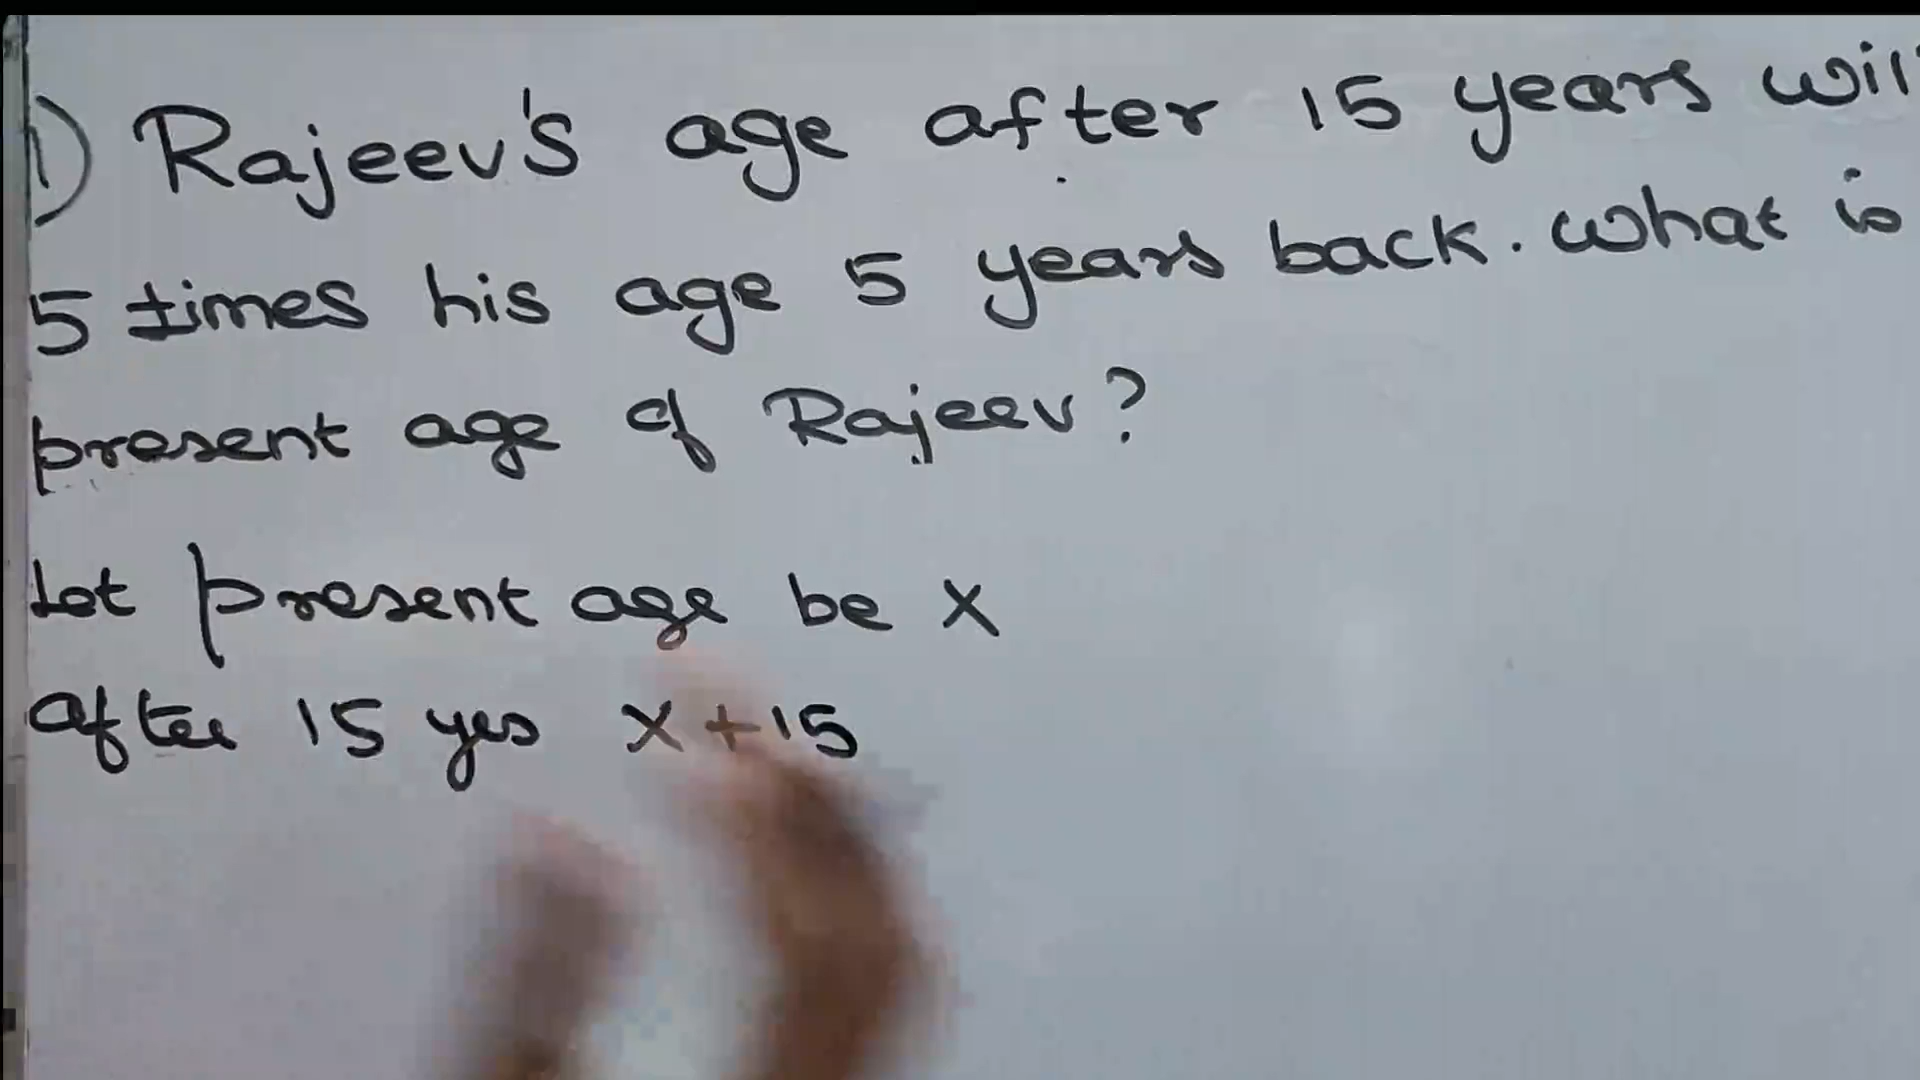 1) Rajeev's age after 15 years will
5 times his age 5 years back. What is
present age of Rajeev?
Let present age be x
after 15 yrs x+15